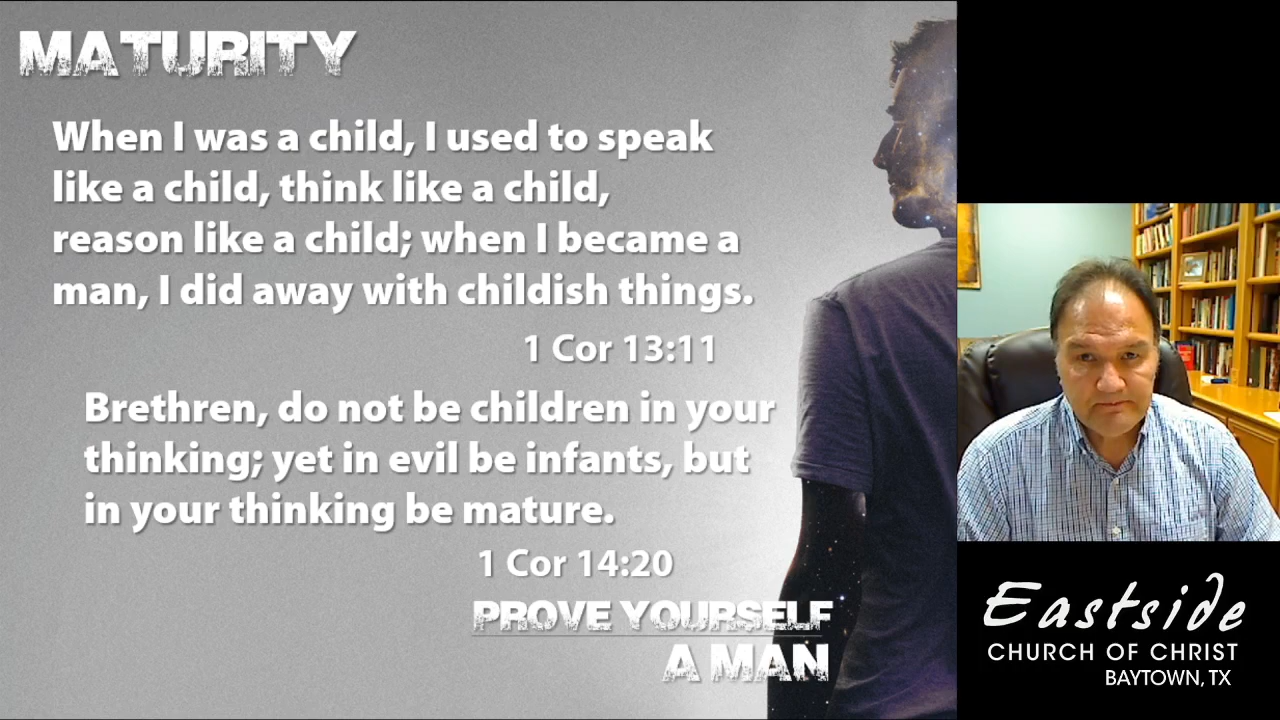 MATURITY
When I was a child, I used to speak
like a child, think like a child,
reason like a child; when I became a
man, I did away with childish things.
1 Cor 13:11
Brethren, do not be children in your
thinking; yet in evil be infants, but
in your thinking be mature.
1 Cor 14:20
PROVE YOURSELF
A MAN
Eastside
CHURCH OF CHRIST
BAYTOWN, TX